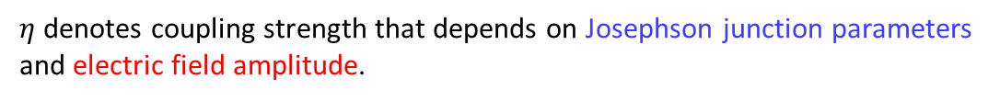 η denotes coupling strength that depends on Josephson junction parameters
and electric field amplitude.